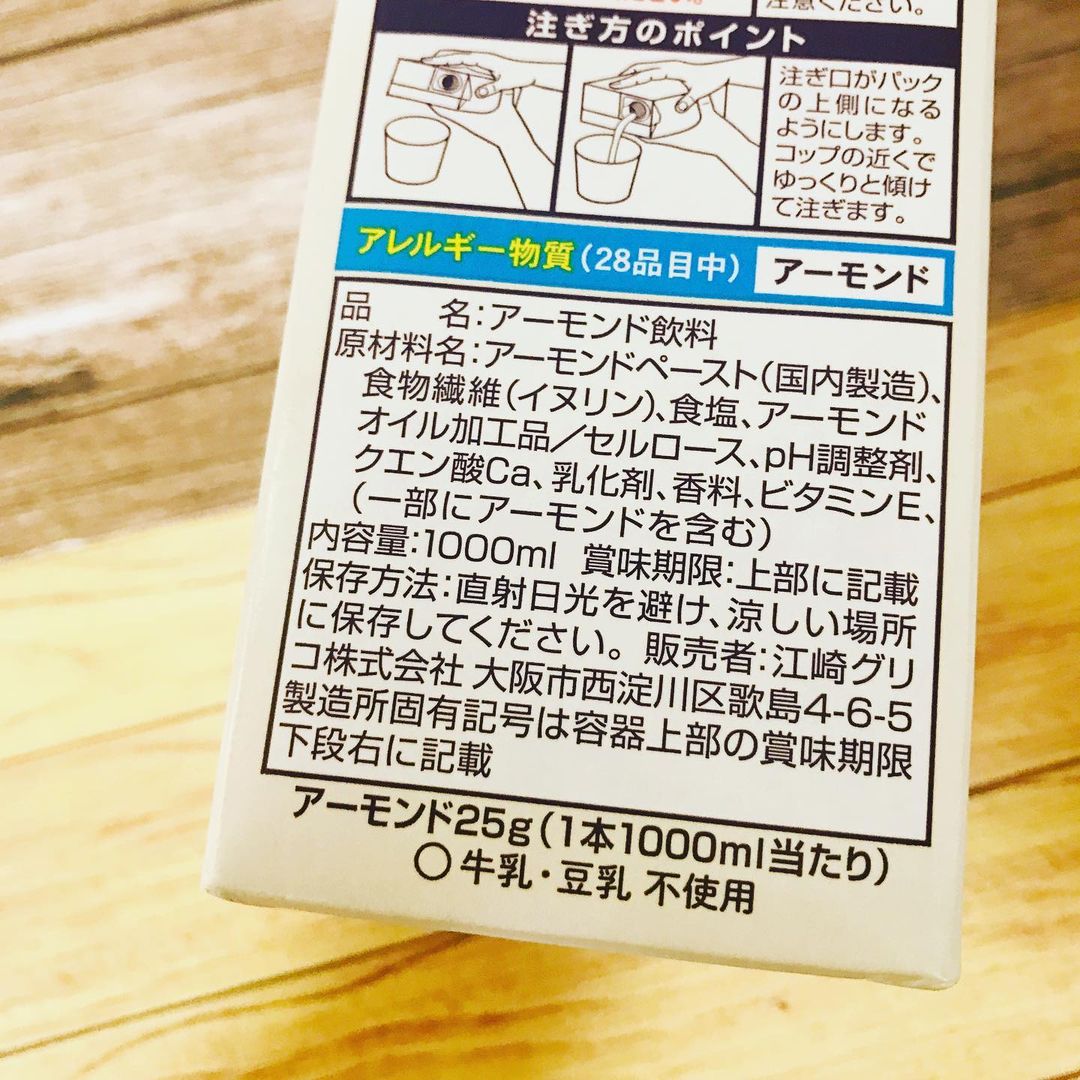 注意ください。
注ぎ方のポイント
注ぎ口がパック
の上側になる
ようにします。
コップの近くで
ゆっくりと傾け
て注ぎます。
アレルギー物質(28品目中) アーモンド
品　　名:アーモンド飲料
原材料名:アーモンドペースト(国内製造)、
食物繊維(イヌリン)、食塩、アーモンド
オイル加工品/セルロース、pH調整剤、
クエン酸Ca、乳化剤、香料、ビタミンE、
(一部にアーモンドを含む)
内容量:1000ml 賞味期限:上部に記載
保存方法:直射日光を避け、涼しい場所
に保存してください。販売者:江崎グリ
コ株式会社 大阪市西淀川区歌島4-6-5
製造所固有記号は容器上部の賞味期限
下段右に記載
アーモンド25g(1本1000ml当たり)
○牛乳・豆乳 不使用